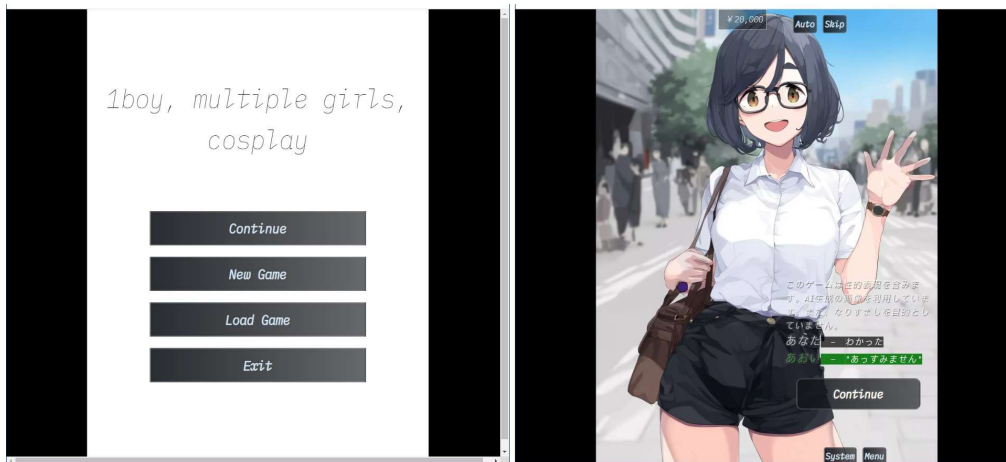 1boy, multiple girls,
cosplay
Continue
New Game
Load Game
Exit
¥20,000
Auto Skip
このゲームは性的表現を含みま
す。AI生成の画像を利用していま
す。また、なりすましを目的とし
ていません。
あなた - わかった
あおい - *あっすみません*
Continue
System Menu